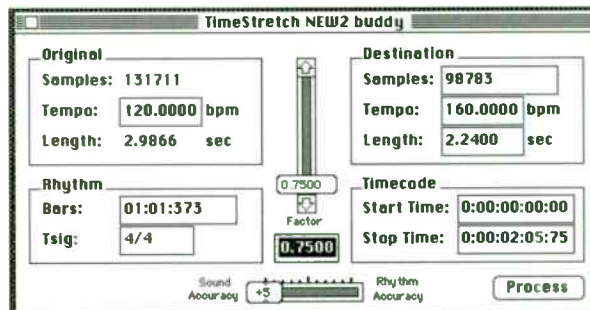 TimeStretch NEW2 buddy
Original
Samples: 131711
Tempo: 120.0000 bpm
Length: 2.9866 sec
Rhythm
Bars: 01:01:373
Tsig: 4/4
0.7500
Factor
0.7500
Destination
Samples: 98783
Tempo: 160.0000 bpm
Length: 2.2400 sec
Timecode
Start Time: 0:00:00:00:00
Stop Time: 0:00:02:05:75
Sound Accuracy
+5
Rhythm Accuracy
Process